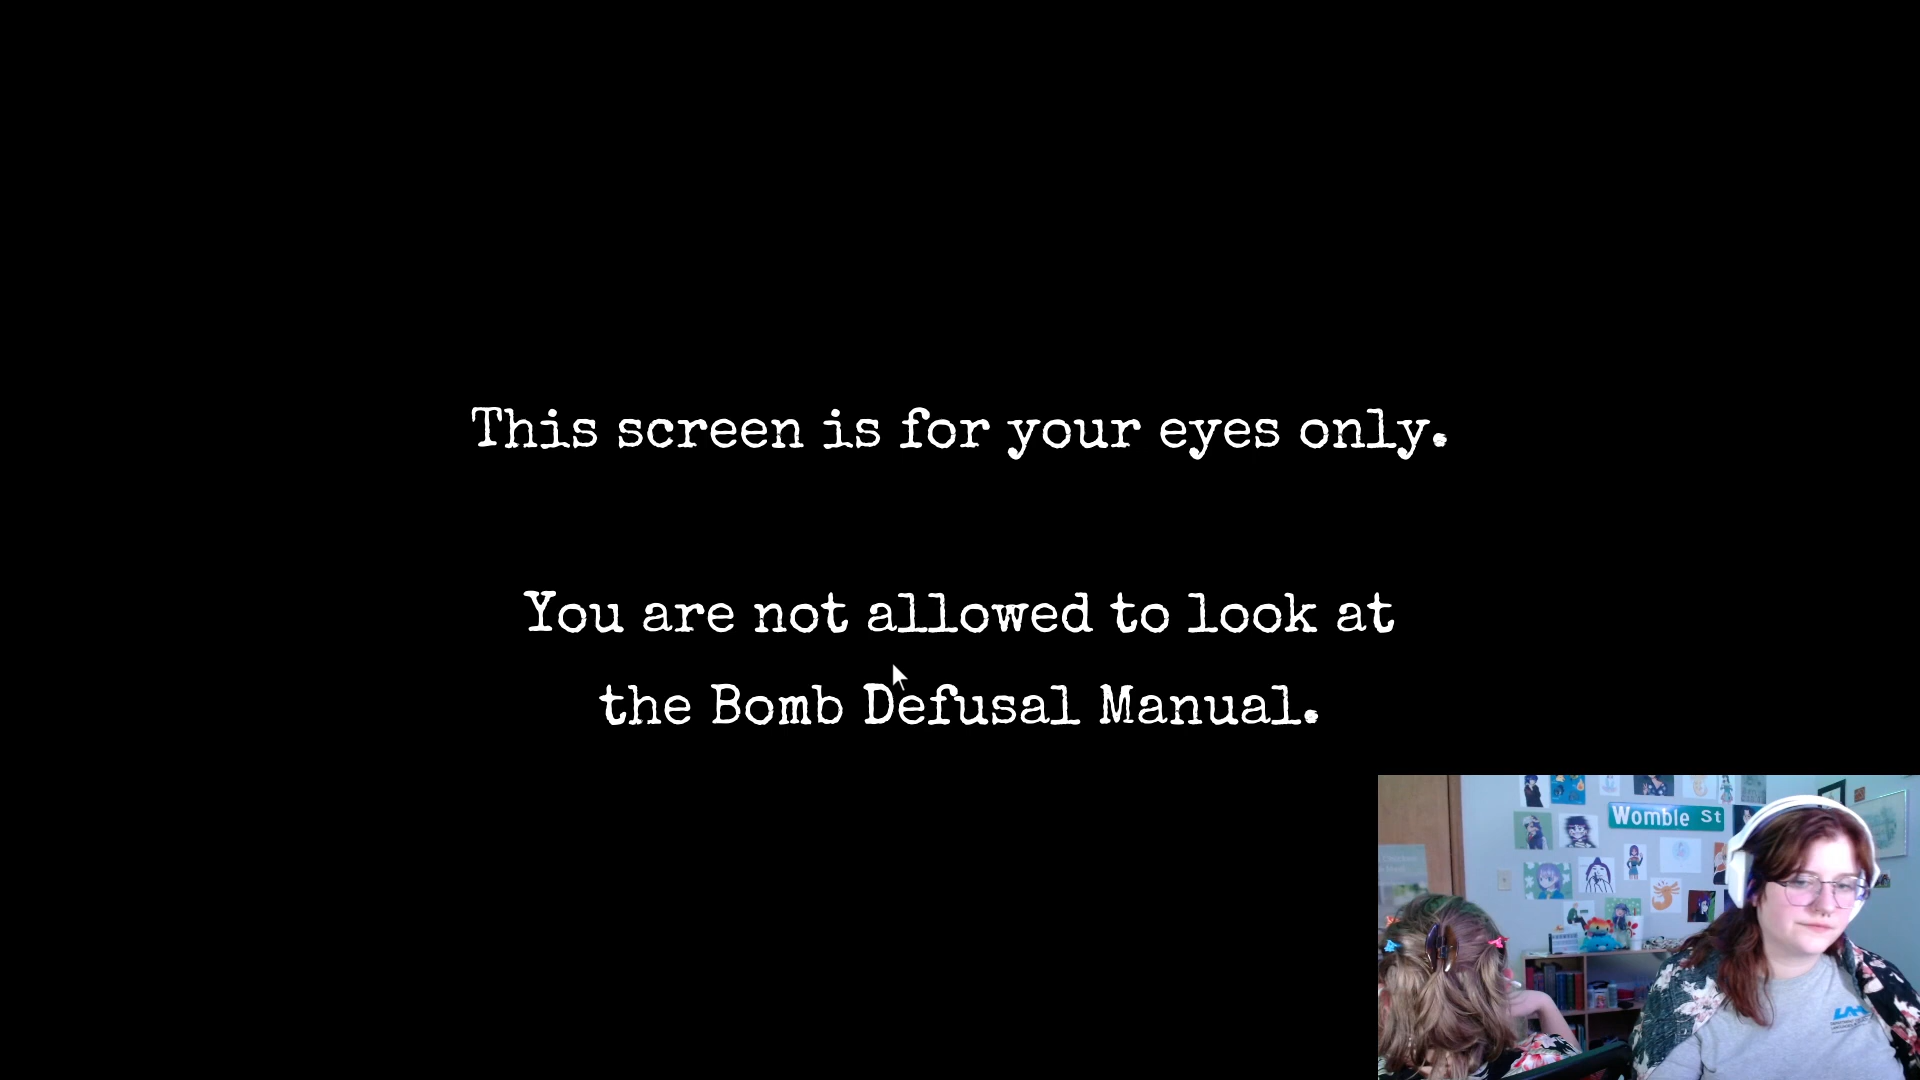 This screen is for your eyes only.
You are not allowed to look at
the Bomb Defusal Manual.
Womble St